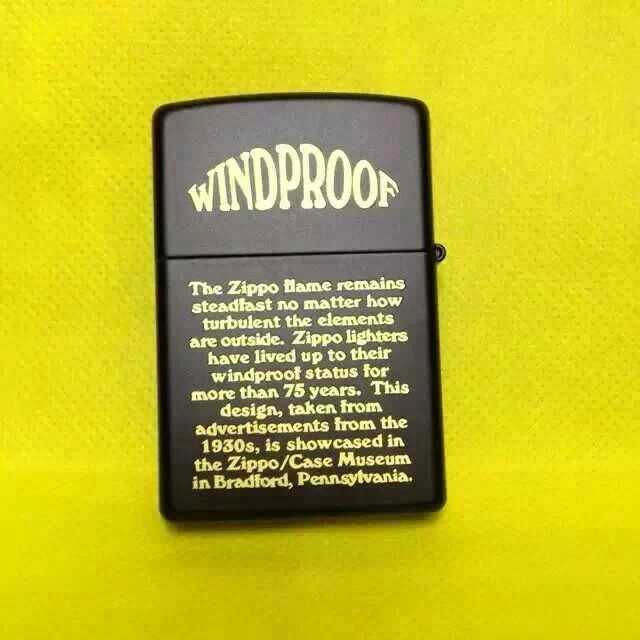 WINDPROOF
The Zippo flame remains
steadfast no matter how
turbulent the elements
are outside. Zippo lighters
have lived up to their
windproof status for
more than 75 years. This
design, taken from
advertisements from the
1930s, is showcased in
the Zippo/Case Museum
in Bradford, Pennsylvania.